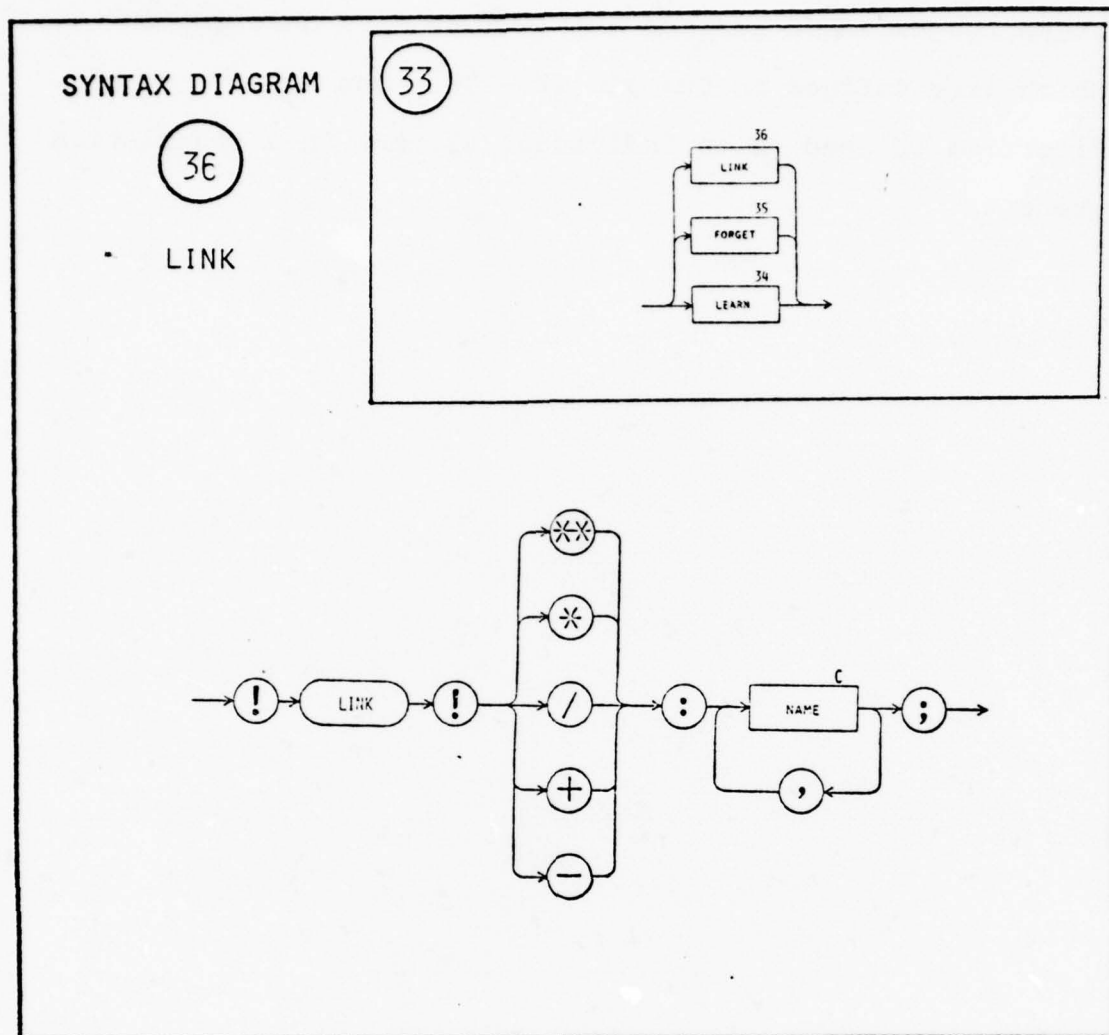 SYNTAX DIAGRAM
36
LINK
33
36
LINK
35
FORGET
34
LEARN
**
*
! LINK ! / : NAME C ;
+ ,
-